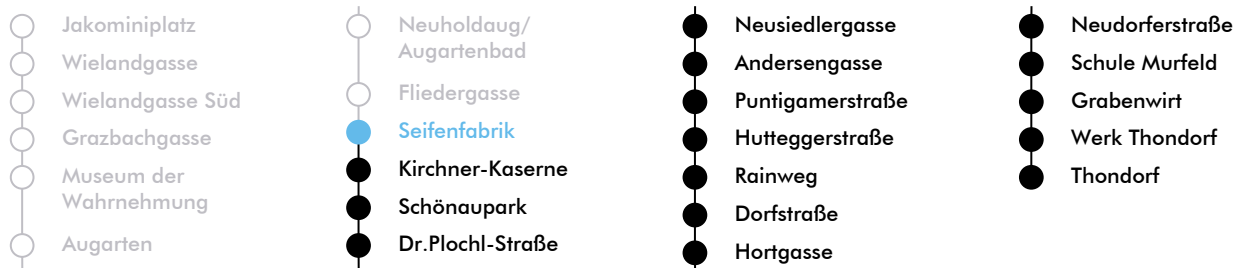 Jakominiplatz
Wielandgasse
Wielandgasse Süd
Grazbachgasse
Museum der
Wahrnehmung
Augarten
Neuholdaug/
Augartenbad
Fliedergasse
Seifenfabrik
Kirchner-Kaserne
Schönaupark
Dr.Plochl-Straße
Neusiedlergasse
Andersengasse
Puntigamerstraße
Hutteggerstraße
Rainweg
Dorfstraße
Hortgasse
Neudorferstraße
Schule Murfeld
Grabenwirt
Werk Thondorf
Thondorf